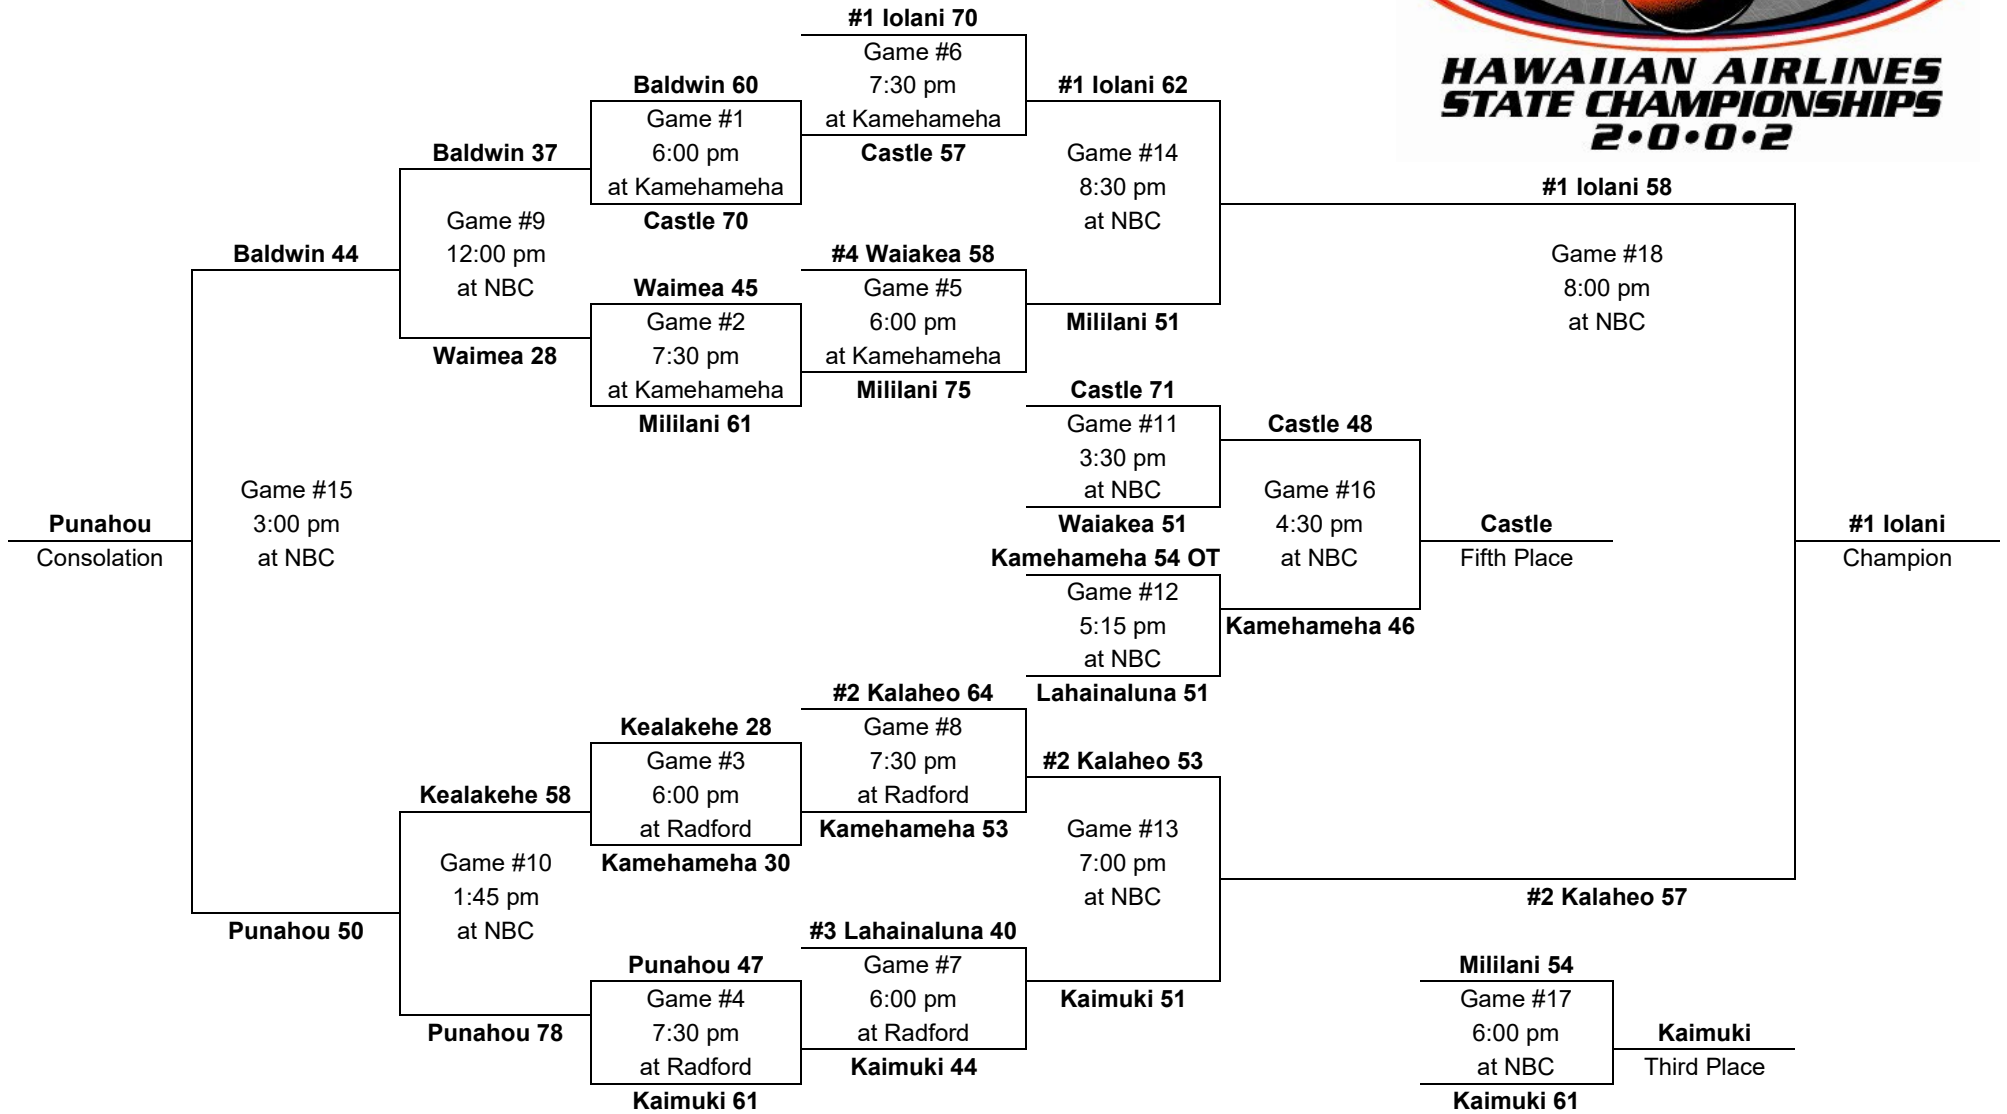 HAWAIIAN AIRLINES
STATE CHAMPIONSHIPS
2•0•0•2
Punahou
Consolation
Baldwin 44
Game #15
3:00 pm
at NBC
Punahou 50
Baldwin 37
Game #9
12:00 pm
at NBC
Waimea 28
Kealakehe 58
Game #10
1:45 pm
at NBC
Punahou 78
Baldwin 60
Game #1
6:00 pm
at Kamehameha
Castle 70
Waimea 45
Game #2
7:30 pm
at Kamehameha
Mililani 61
Kealakehe 28
Game #3
6:00 pm
at Radford
Kamehameha 30
Punahou 47
Game #4
7:30 pm
at Radford
Kaimuki 61
#1 Iolani 70
Game #6
7:30 pm
at Kamehameha
Castle 57
#4 Waiakea 58
Game #5
6:00 pm
at Kamehameha
Mililani 75
#2 Kalaheo 64
Game #8
7:30 pm
at Radford
Kamehameha 53
#3 Lahainaluna 40
Game #7
6:00 pm
at Radford
Kaimuki 44
#1 Iolani 62
Game #14
8:30 pm
at NBC
Mililani 51
Castle 71
Game #11
3:30 pm
at NBC
Waiakea 51
Kamehameha 54 OT
Game #12
5:15 pm
at NBC
Lahainaluna 51
#2 Kalaheo 53
Game #13
7:00 pm
at NBC
Kaimuki 51
Castle 48
Game #16
4:30 pm
at NBC
Kamehameha 46
Castle
Fifth Place
#1 Iolani 58
Game #18
8:00 pm
at NBC
#2 Kalaheo 57
#1 Iolani
Champion
Mililani 54
Game #17
6:00 pm
at NBC
Kaimuki 61
Kaimuki
Third Place